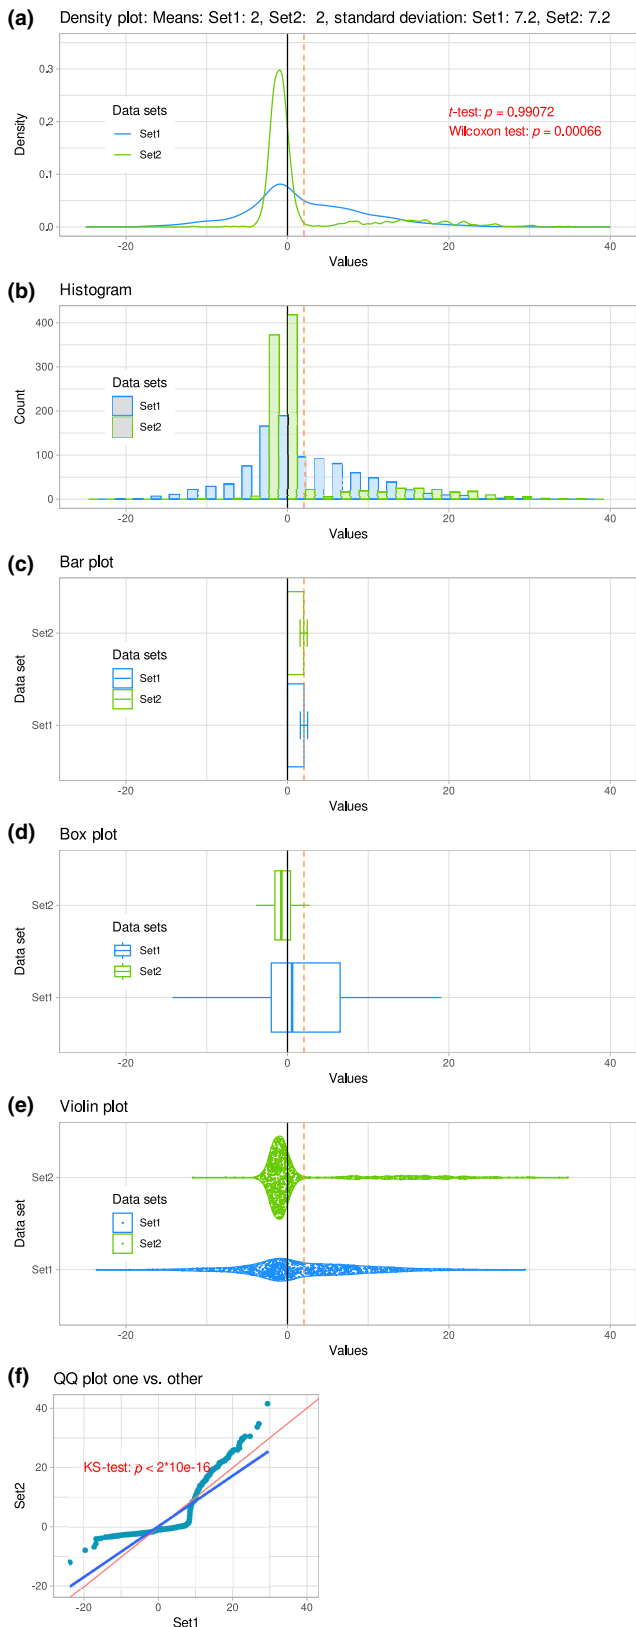 (a) Density plot: Means: Set1: 2, Set2: 2, standard deviation: Set1: 7.2, Set2: 7.2
0.3
0.2
0.1
0.0
Density
Data sets
Set1
Set2
t-test: p = 0.99072
Wilcoxon test: p = 0.00066
-20 0 20 40
Values
(b) Histogram
400
300
200
100
0
Count
Data sets
Set1
Set2
-20 0 20 40
Values
(c) Bar plot
Set2
Set1
Data set
Data sets
Set1
Set2
-20 0 20 40
Values
(d) Box plot
Set2
Set1
Data set
Data sets
Set1
Set2
-20 0 20 40
Values
(e) Violin plot
Set2
Set1
Data set
Data sets
Set1
Set2
-20 0 20 40
Values
(f) QQ plot one vs. other
40
20
0
-20
Set2
KS-test: p < 2*10e-16
-20 0 20 40
Set1